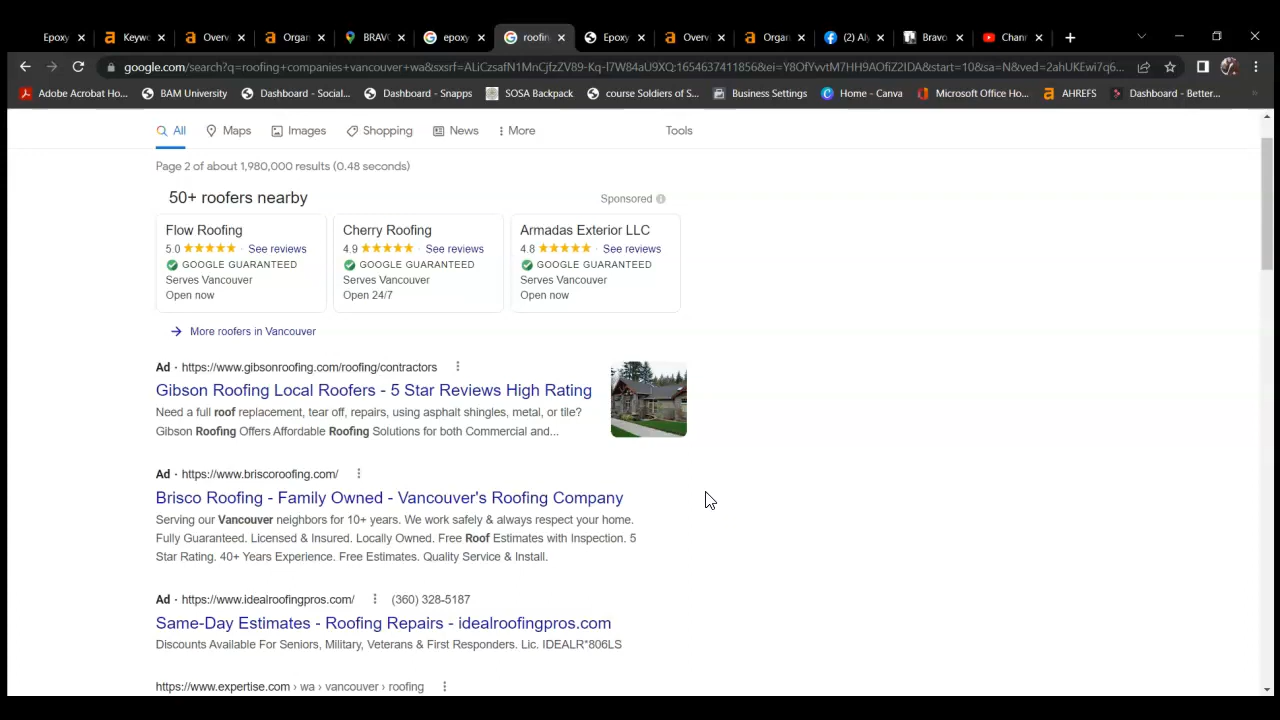 Epoxy
Keywo
Overv
Organ
BRAVO
epoxy
roofin
Epoxy
Overv
Organ
(2) Aly
Bravo
Chann
google.com/search?q=roofing+companies+vancouver+wa&sxsrf=ALiCzsafN1MnCjfzZV89-Kq-l7W84aU9XQ:1654637411856&ei=Y8OfYvvtM7HH9AOfiZ2IDA&start=10&sa=N&ved=2ahUKEwi7q6...
Adobe Acrobat Ho...
BAM University
Dashboard - Social...
Dashboard - Snapps
SOSA Backpack
course Soldiers of S...
Business Settings
Home - Canva
Microsoft Office Ho...
AHREFS
Dashboard - Better...
All
Maps
Images
Shopping
News
More
Tools
Page 2 of about 1,980,000 results (0.48 seconds)
50+ roofers nearby
Sponsored
Flow Roofing
5.0 · See reviews
GOOGLE GUARANTEED
Serves Vancouver
Open now
Cherry Roofing
4.9 · See reviews
GOOGLE GUARANTEED
Serves Vancouver
Open 24/7
Armadas Exterior LLC
4.8 · See reviews
GOOGLE GUARANTEED
Serves Vancouver
Open now
More roofers in Vancouver
Ad · https://www.gibsonroofing.com/roofing/contractors
Gibson Roofing Local Roofers - 5 Star Reviews High Rating
Need a full roof replacement, tear off, repairs, using asphalt shingles, metal, or tile?
Gibson Roofing Offers Affordable Roofing Solutions for both Commercial and...
Ad · https://www.briscoroofing.com/
Brisco Roofing - Family Owned - Vancouver's Roofing Company
Serving our Vancouver neighbors for 10+ years. We work safely & always respect your home.
Fully Guaranteed. Licensed & Insured. Locally Owned. Free Roof Estimates with Inspection. 5
Star Rating. 40+ Years Experience. Free Estimates. Quality Service & Install.
Ad · https://www.idealroofingpros.com/ (360) 328-5187
Same-Day Estimates - Roofing Repairs - idealroofingpros.com
Discounts Available For Seniors, Military, Veterans & First Responders. Lic. IDEALR*806LS
https://www.expertise.com › wa › vancouver › roofing